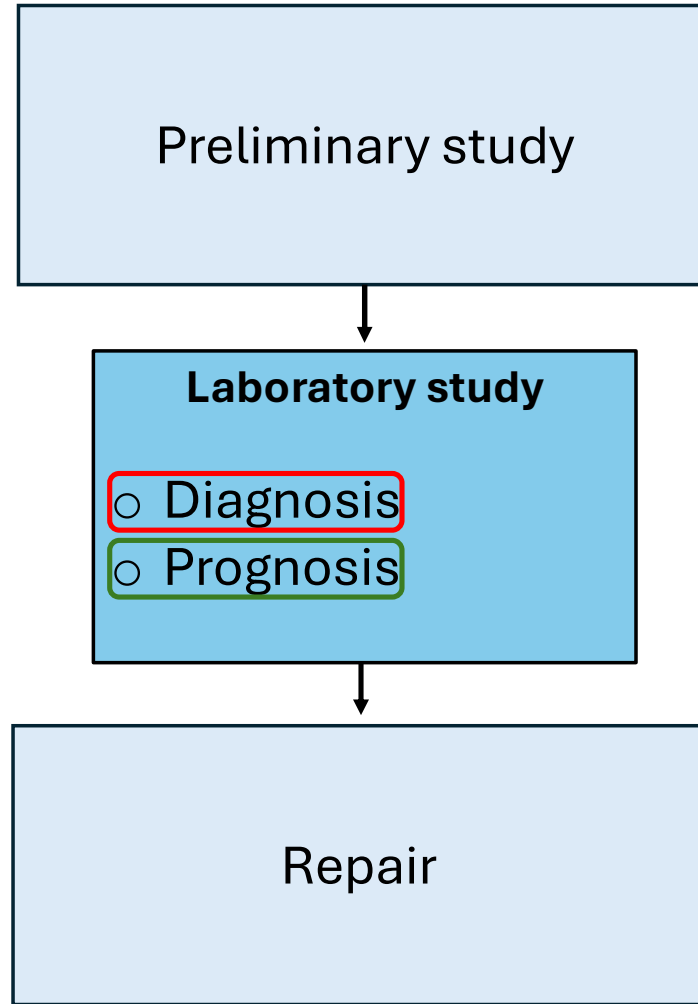 Preliminary study
Laboratory study
○ Diagnosis
○ Prognosis
Repair